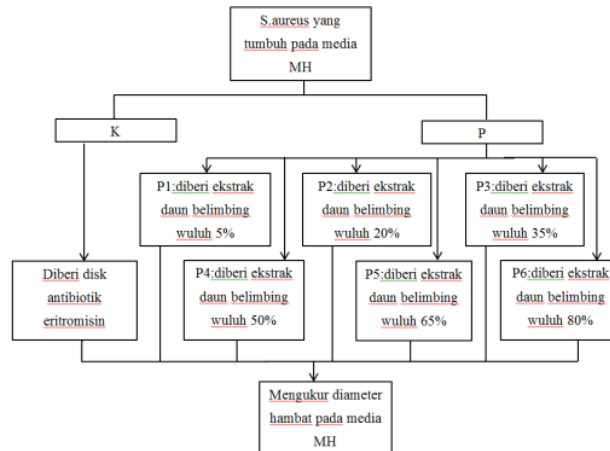 S.aureus yang
tumbuh pada media
MH
K
P
P1:diberi ekstrak
daun belimbing
wuluh 5%
P2:diberi ekstrak
daun belimbing
wuluh 20%
P3:diberi ekstrak
daun belimbing
wuluh 35%
Diberi disk
antibiotik
eritromisin
P4:diberi ekstrak
daun belimbing
wuluh 50%
P5:diberi ekstrak
daun belimbing
wuluh 65%
P6:diberi ekstrak
daun belimbing
wuluh 80%
Mengukur diameter
hambat pada media
MH